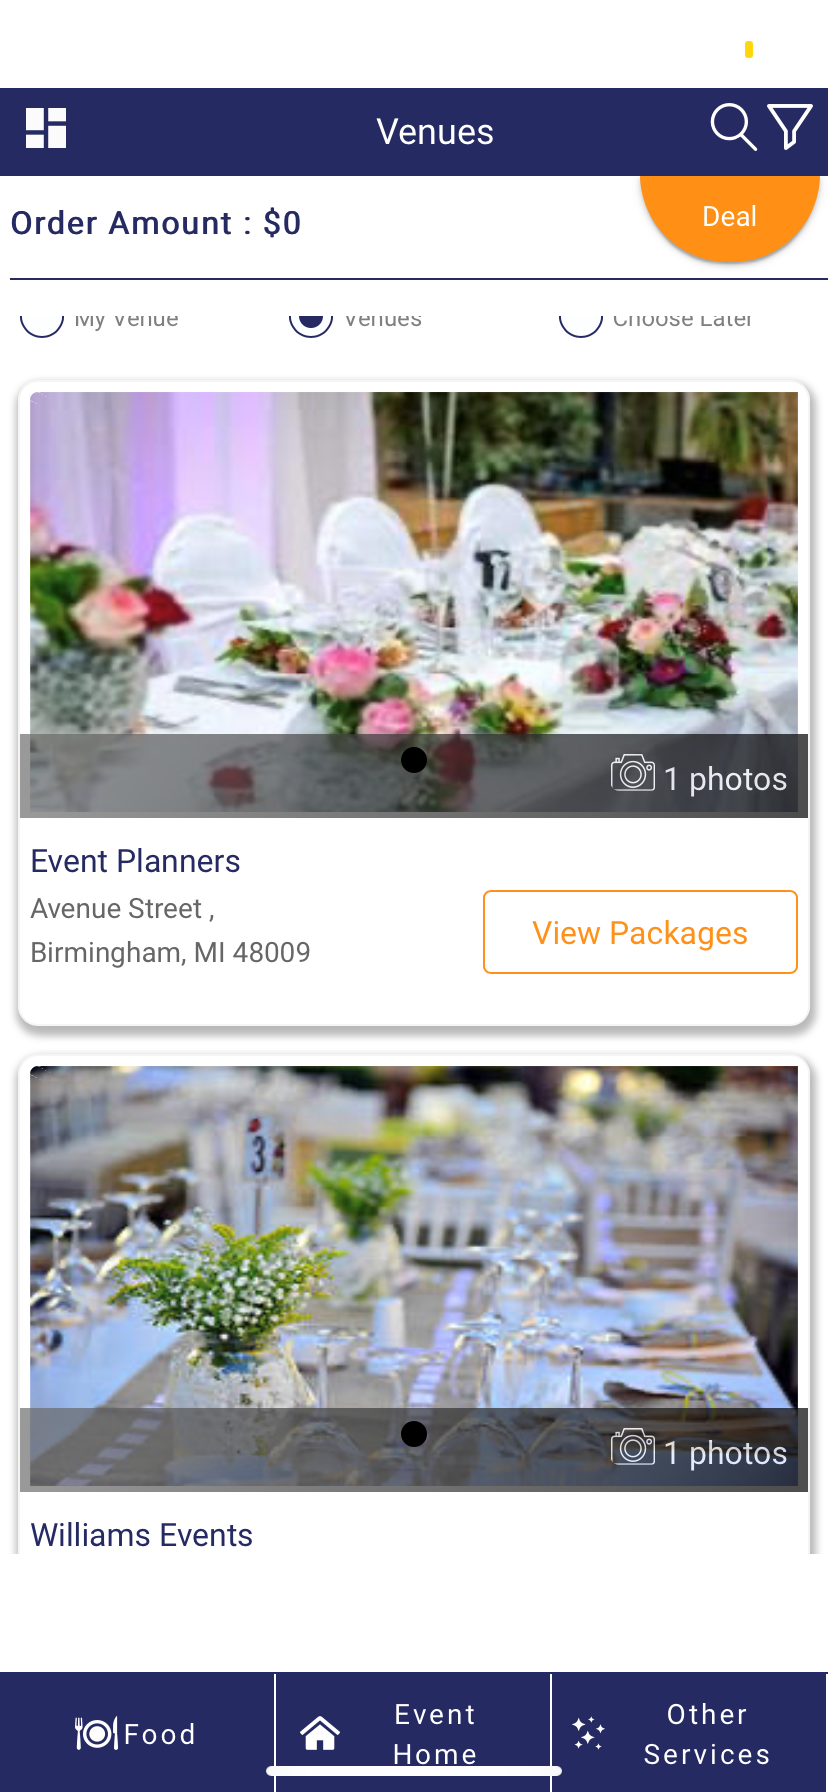 Venues
Order Amount : $0
Deal
My Venue
Venues
Choose Later
1 photos
Event Planners
Avenue Street ,
Birmingham, MI 48009
View Packages
3
1 photos
Williams Events
Food
Event
Home
Other
Services